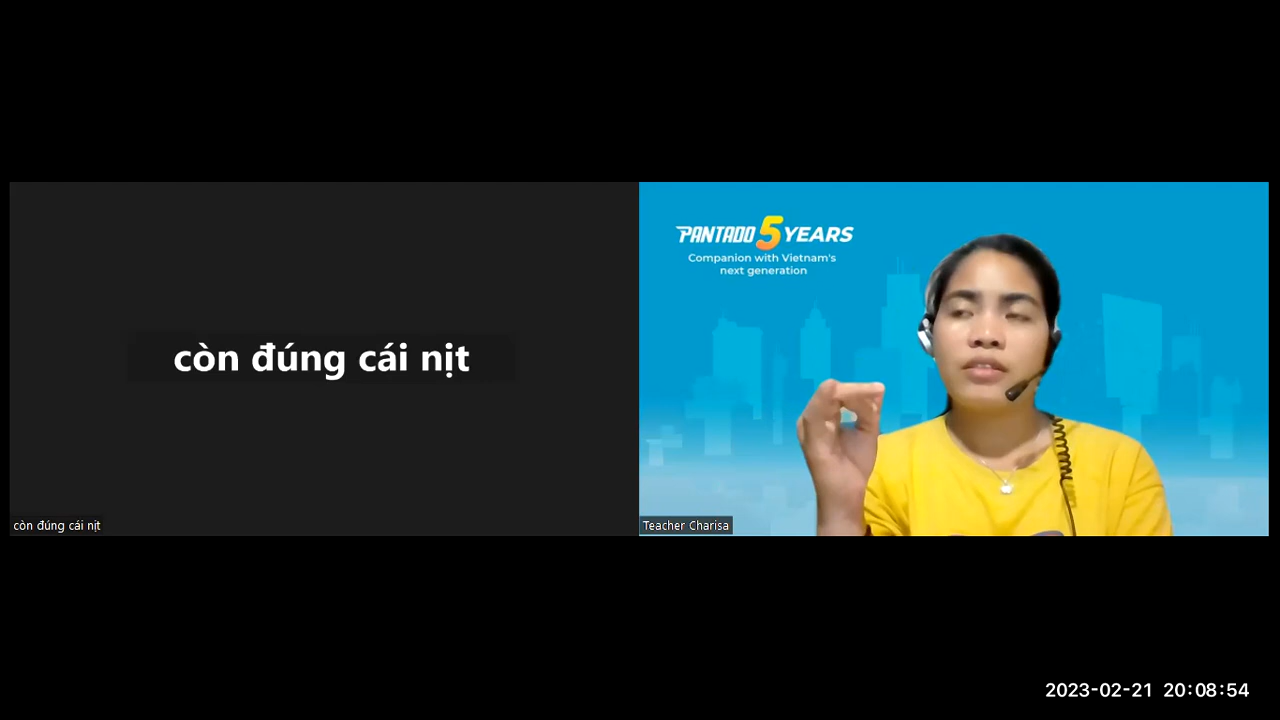 còn đúng cái nịt
còn đúng cái nịt
PANTADO 5 YEARS
Companion with Vietnam's
next generation
Teacher Charisa
2023-02-21 20:08:54